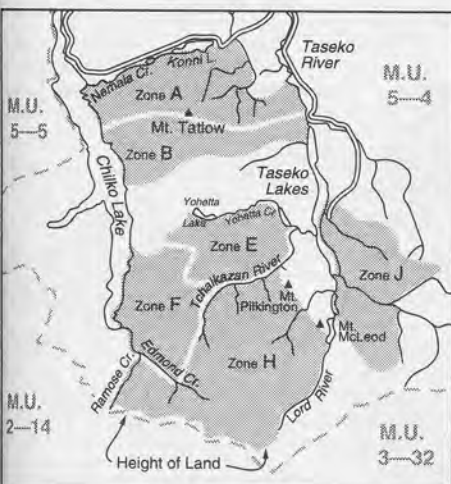 Taseko
River
Konni L.
Nemaia Cr.
Zone A
M.U.
5—4
M.U.
5—5
Mt. Tatlow
Zone B
Chilko Lake
Taseko
Lakes
Yohetta
Lake
Yohetta Cr.
Zone E
Tchaikazan River
Zone J
Zone F
Mt.
Pilkington
Mt.
McLeod
Edmond Cr.
Zone H
Ramose Cr.
Lord River
M.U.
2—14
M.U.
3—32
Height of Land